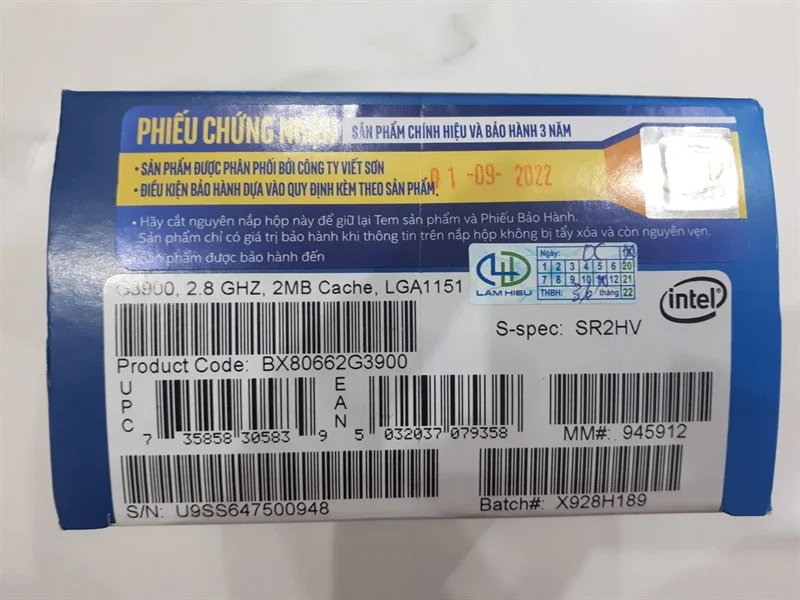 PHIẾU CHỨNG NHẬN
SẢN PHẨM CHÍNH HIỆU VÀ BẢO HÀNH 3 NĂM
• SẢN PHẨM ĐƯỢC PHÂN PHỐI BỞI CÔNG TY VIẾT SƠN
• ĐIỀU KIỆN BẢO HÀNH DỰA VÀO QUY ĐỊNH KÈM THEO SẢN PHẨM.
01 -09- 2022
• Hãy cắt nguyên nắp hộp này để giữ lại Tem sản phẩm và Phiếu Bảo Hành.
Sản phẩm chỉ có giá trị bảo hành khi thông tin trên nắp hộp không bị tẩy xóa và còn nguyên vẹn.
Sản phẩm được bảo hành đến
LAM HIEU
Ngày:
1 2 3 4 5 6 20
7 8 9 10 12 21
THBH: 36 tháng 22
G3900, 2.8 GHZ, 2MB Cache, LGA1151
intel
S-spec: SR2HV
Product Code: BX80662G3900
UPC
7 35858 30583 9
EAN
5 032037 079358
MM#: 945912
S/N: U9SS647500948
Batch#: X928H189